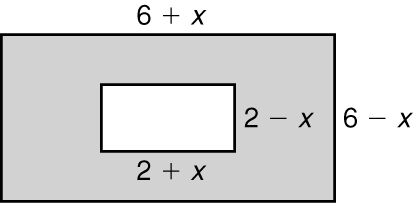 6 + x
2 − x
6 − x
2 + x